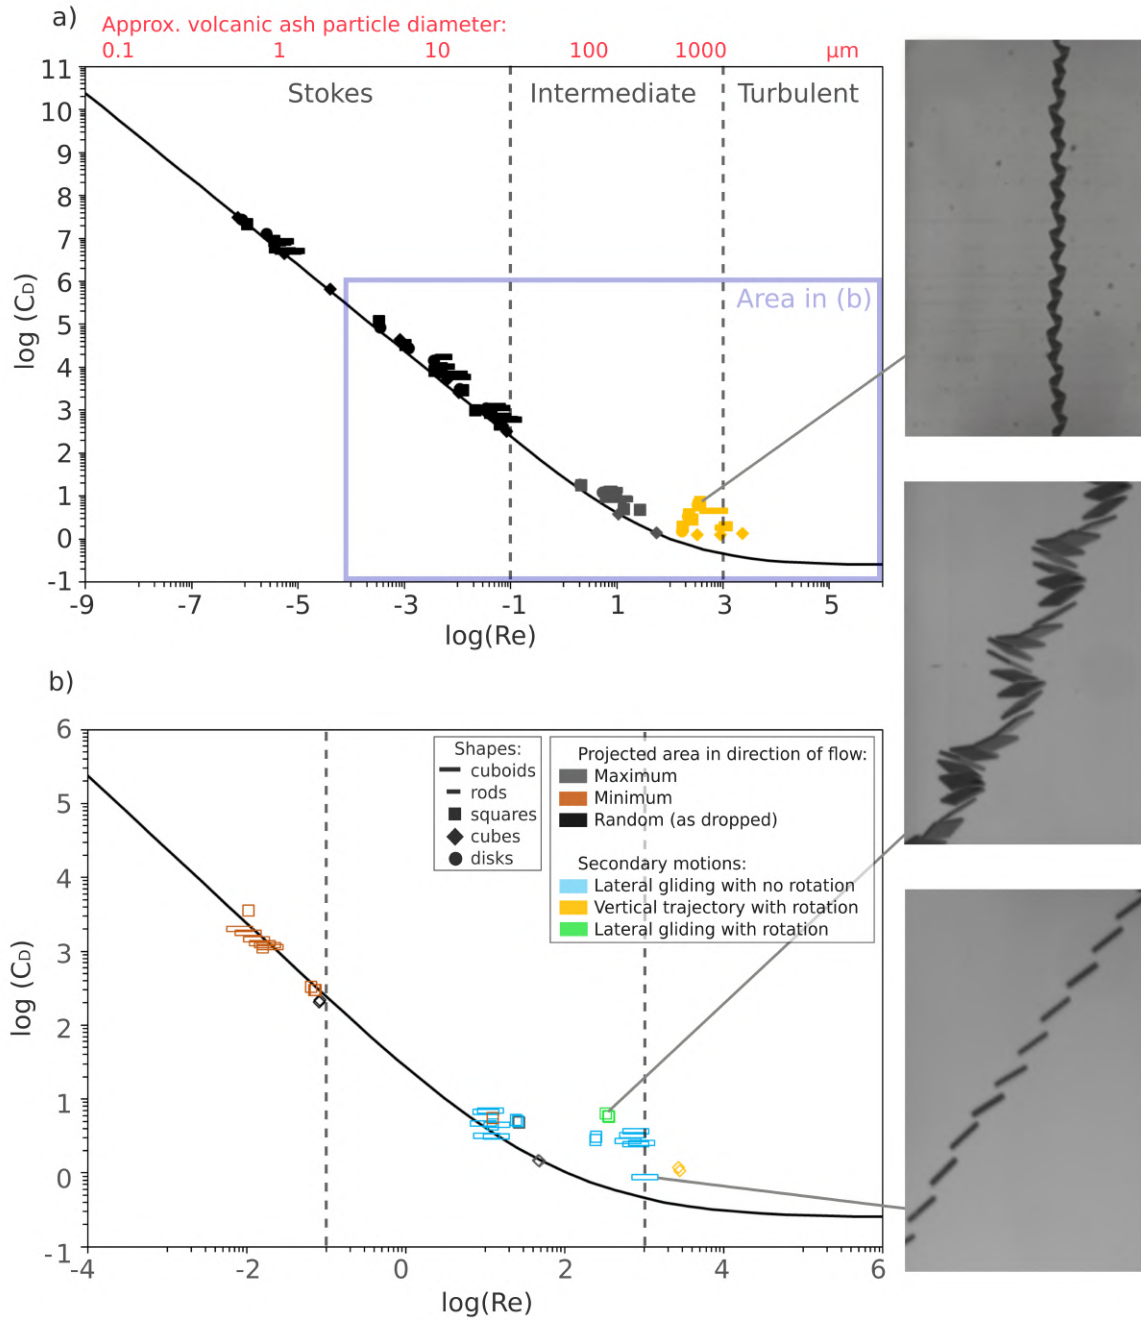 a)
Approx. volcanic ash particle diameter:
0.1 1 10 100 1000 µm
Stokes Intermediate Turbulent
11
10
9
8
7
6
5
4
3
2
1
0
-1
Area in (b)
log (CD)
-9 -7 -5 -3 -1 1 3 5
log(Re)
b)
6
5
4
3
2
1
0
-1
log (CD)
Shapes:
cuboids
rods
squares
cubes
disks
Projected area in direction of flow:
Maximum
Minimum
Random (as dropped)
Secondary motions:
Lateral gliding with no rotation
Vertical trajectory with rotation
Lateral gliding with rotation
-4 -2 0 2 4 6
log(Re)